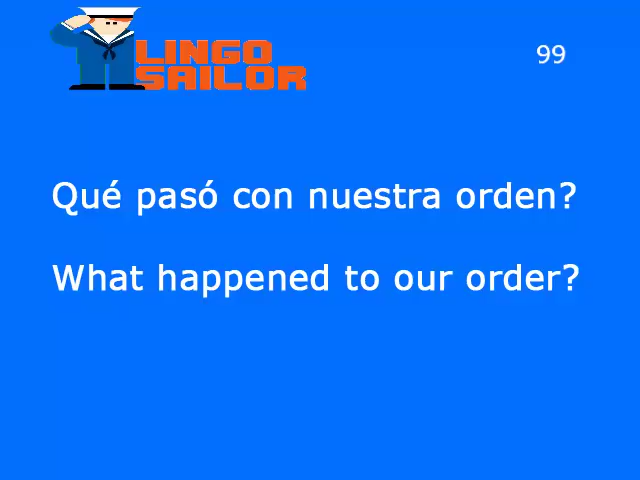 LINGO
SAILOR
99
Qué pasó con nuestra orden?
What happened to our order?